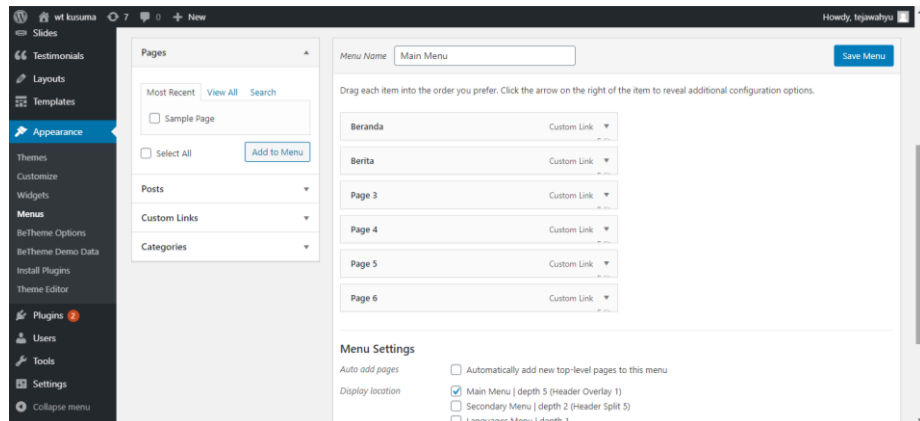 wt kusuma 7 0 + New Howdy, tejawahyu
Slides
Testimonials
Layouts
Templates
Appearance
Themes
Customize
Widgets
Menus
BeTheme Options
BeTheme Demo Data
Install Plugins
Theme Editor
Plugins 2
Users
Tools
Settings
Collapse menu
Pages
Most Recent View All Search
Sample Page
Select All Add to Menu
Posts
Custom Links
Categories
Menu Name Main Menu Save Menu
Drag each item into the order you prefer. Click the arrow on the right of the item to reveal additional configuration options.
Beranda Custom Link
Berita Custom Link
Page 3 Custom Link
Page 4 Custom Link
Page 5 Custom Link
Page 6 Custom Link
Menu Settings
Auto add pages Automatically add new top-level pages to this menu
Display location Main Menu | depth 5 (Header Overlay 1)
Secondary Menu | depth 2 (Header Split 5)
Languages Menu | depth 1